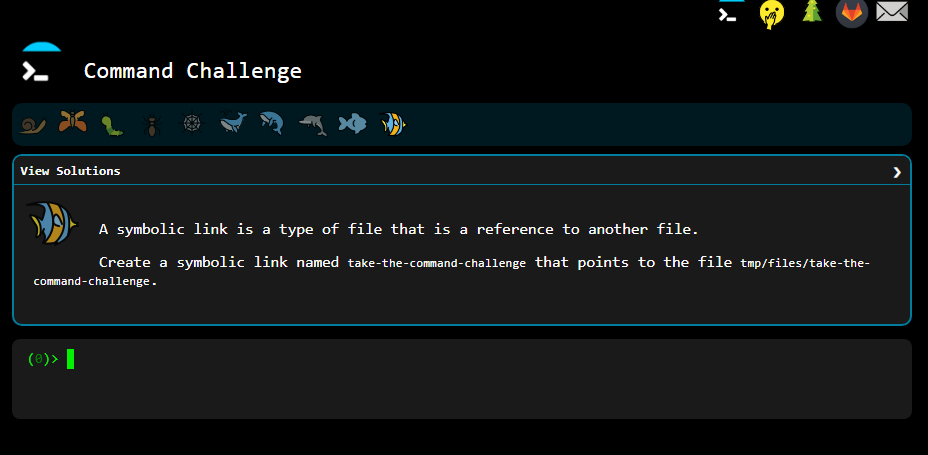 Command Challenge
View Solutions ❯
A symbolic link is a type of file that is a reference to another file.
Create a symbolic link named take-the-command-challenge that points to the file tmp/files/take-the-
command-challenge.
(0)>